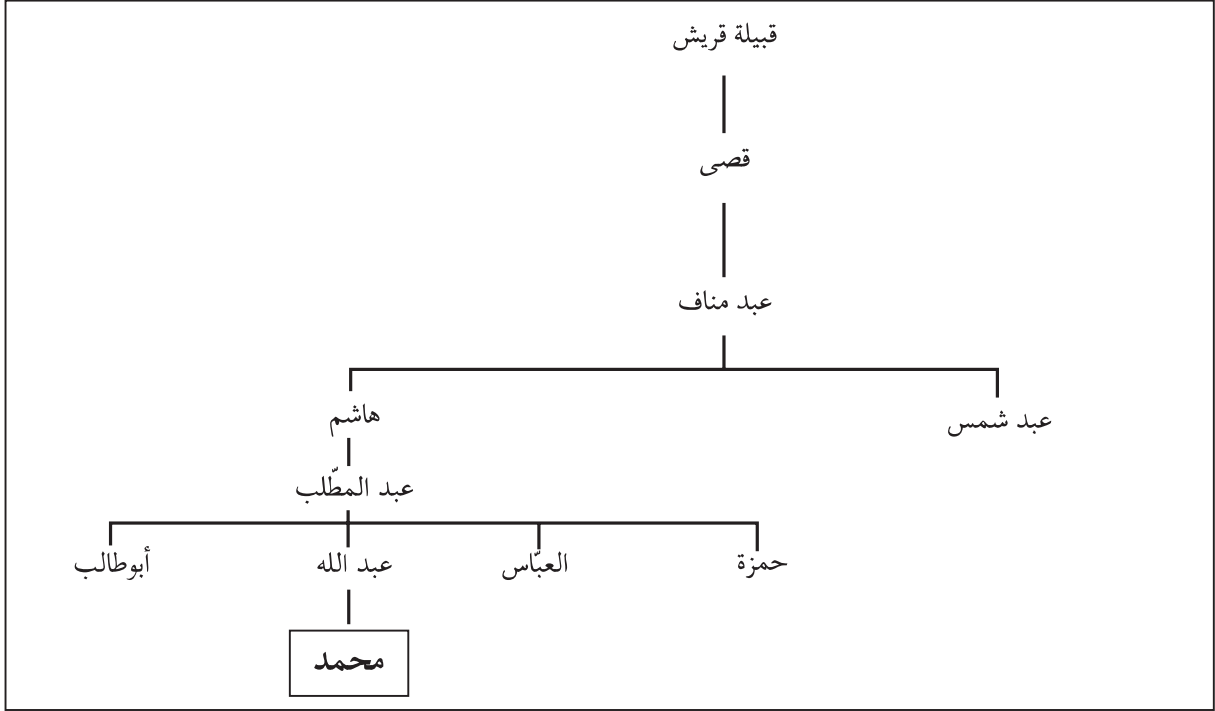 قبيلة قريش
قصى
عبد مناف
عبد شمس
هاشم
عبد المطّلب
حمزة
العبّاس
عبد الله
أبوطالب
محمد